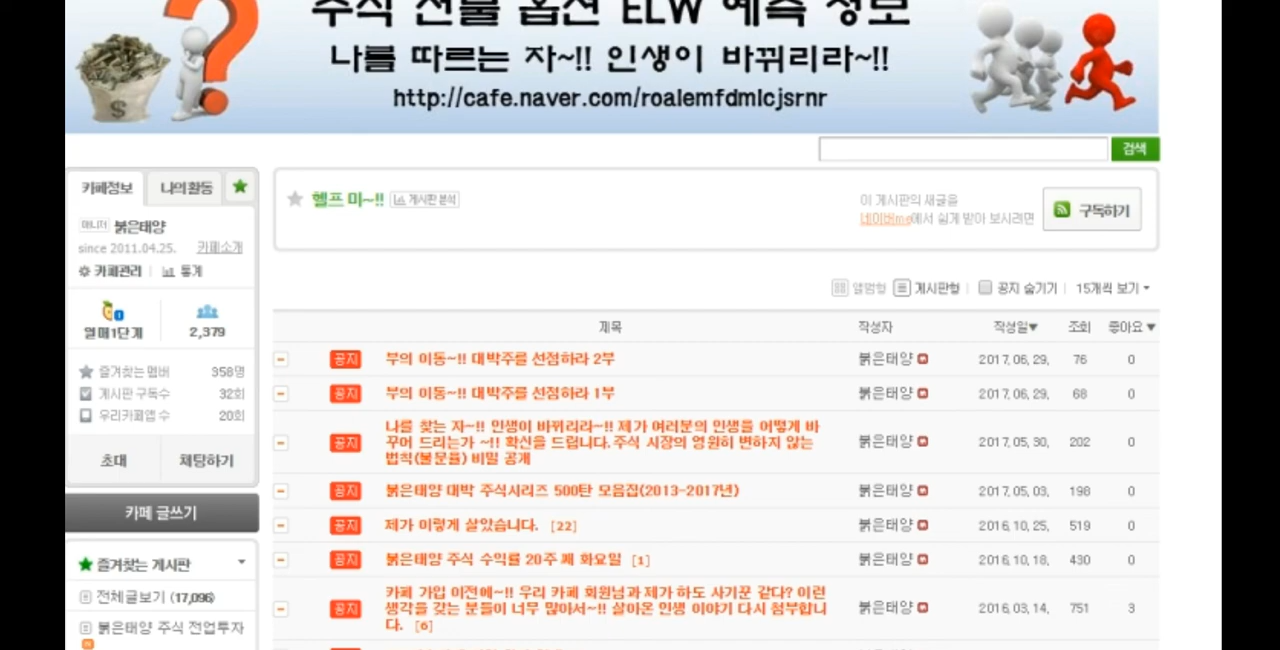 주식 선물 옵션 ELW 예측 정보
나를 따르는 자~!! 인생이 바뀌리라~!!
http://cafe.naver.com/roalemfdmlcjsrnr
검색
카페정보 나의활동
매니저 붉은태양
since 2011.04.25. 카페소개
카페관리 통계
열매1단계 2,379
즐겨찾는 멤버 358명
게시판 구독수 32회
우리카페앱 수 20회
초대 채팅하기
카페 글쓰기
즐겨찾는 게시판
전체글보기 (17,096)
붉은태양 주식 전업투자
헬프 미~!! 게시판 분석
이 게시판의 새글을
네이버me에서 쉽게 받아 보시려면
구독하기
앨범형 게시판형 공지 숨기기 15개씩 보기
제목 작성자 작성일▼ 조회 좋아요▼
공지 부의 이동~!! 대박주를 선점하라 2부 붉은태양 2017.06.29. 76 0
공지 부의 이동~!! 대박주를 선점하라 1부 붉은태양 2017.06.29. 68 0
나를 찾는 자~!! 인생이 바뀌리라~!! 제가 여러분의 인생을 어떻게 바
공지 꾸어 드리는가 ~!! 확신을 드립니다.주식 시장의 영원히 변하지 않는 붉은태양 2017.05.30. 202 0
법칙(불문률) 비밀 공개
공지 붉은태양 대박 주식시리즈 500탄 모음집(2013-2017년) 붉은태양 2017.05.03. 198 0
공지 제가 이렇게 살았습니다. [22] 붉은태양 2016.10.25. 519 0
공지 붉은태양 주식 수익률 20주 째 화요일 [1] 붉은태양 2016.10.18. 430 0
카페 가입 이전에~!! 우리 카페 회원님과 제가 하도 사기꾼 같다? 이런
공지 생각을 갖는 분들이 너무 많아서~!! 살아온 인생 이야기 다시 첨부합니 붉은태양 2016.03.14. 751 3
다. [6]